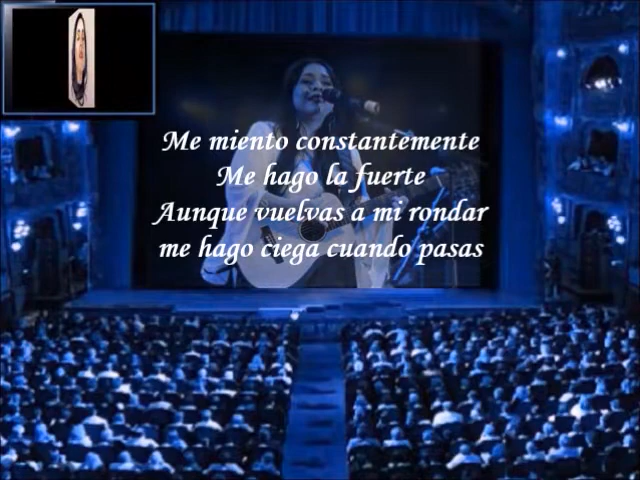 Me miento constantemente
Me hago la fuerte
Aunque vuelvas a mi rondar
me hago ciega cuando pasas